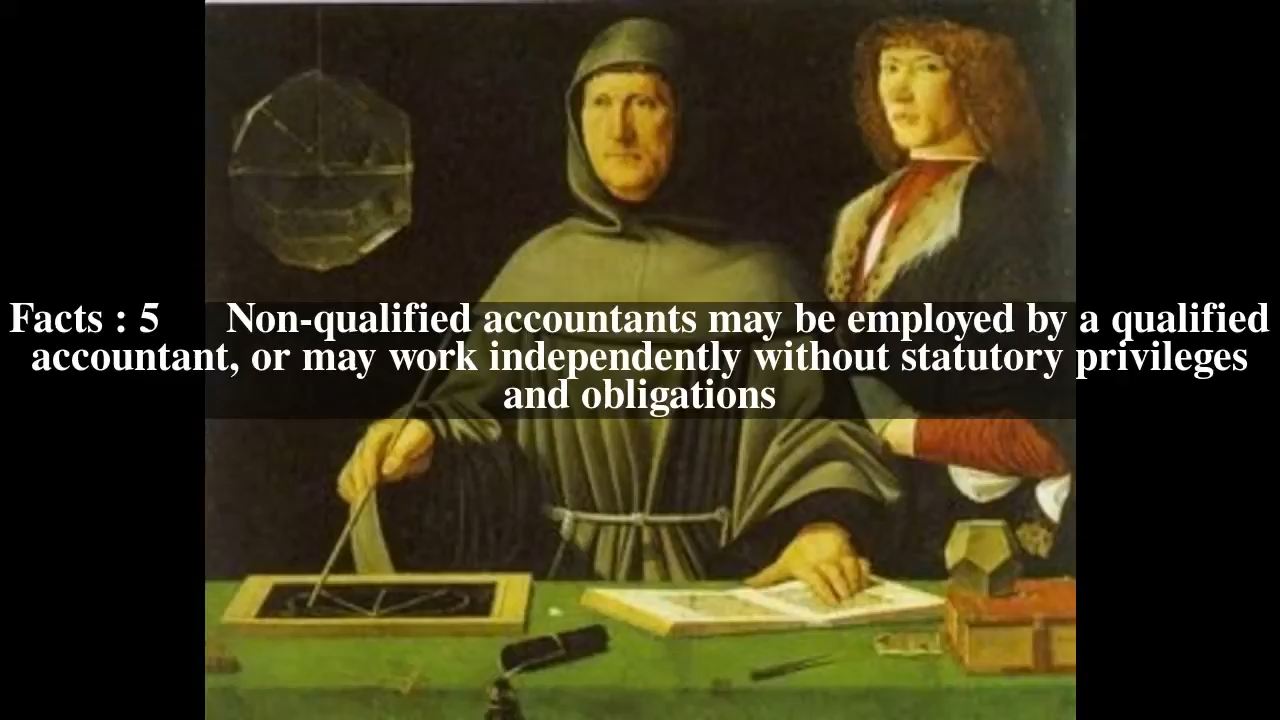 Facts : 5 Non-qualified accountants may be employed by a qualified
accountant, or may work independently without statutory privileges
and obligations